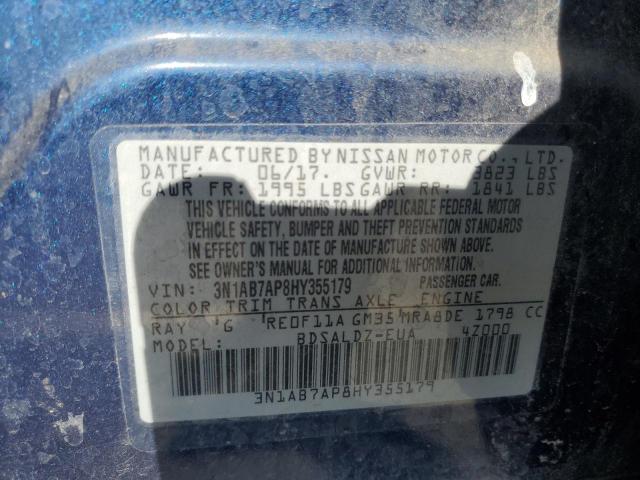 MANUFACTURED BY NISSAN MOTOR CO., LTD.
DATE: 06/17. GVWR: 3823 LBS
GAWR FR: 1995 LBS GAWR RR: 1841 LBS
THIS VEHICLE CONFORMS TO ALL APPLICABLE FEDERAL MOTOR
VEHICLE SAFETY, BUMPER AND THEFT PREVENTION STANDARDS
IN EFFECT ON THE DATE OF MANUFACTURE SHOWN ABOVE.
SEE OWNER'S MANUAL FOR ADDITIONAL INFORMATION.
VIN: 3N1AB7AP8HY355179 PASSENGER CAR.
COLOR TRIM TRANS AXLE ENGINE
RAY G RE0F11A GM35 MRA8DE 1798 CC
BDSALDZ-EUA 4Z000
3N1AB7AP8HY355179